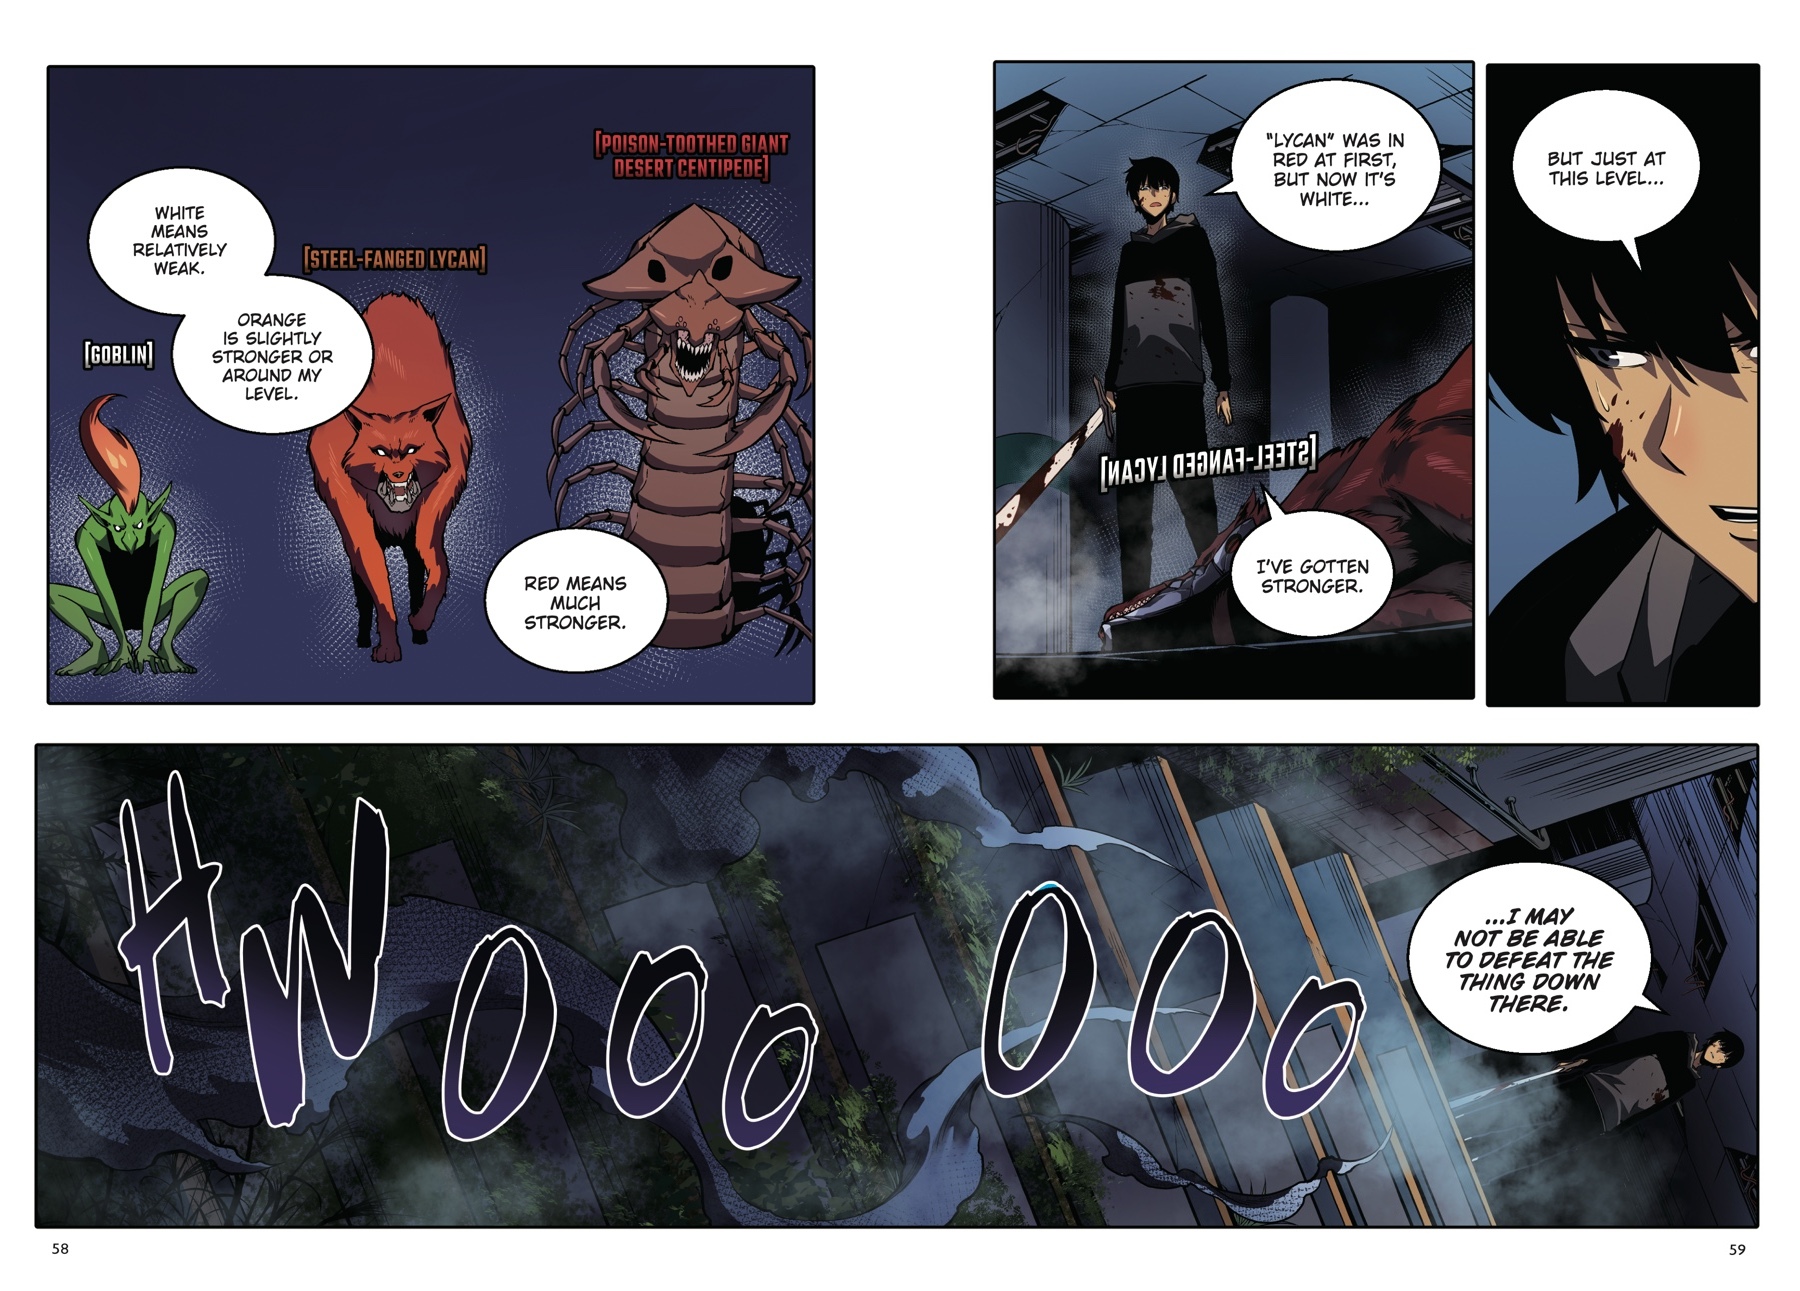 WHITE
MEANS
RELATIVELY
WEAK.
[GOBLIN]
ORANGE
IS SLIGHTLY
STRONGER OR
AROUND MY
LEVEL.
[STEEL-FANGED LYCAN]
[POISON-TOOTHED GIANT
DESERT CENTIPEDE]
RED MEANS
MUCH
STRONGER.
"LYCAN" WAS IN
RED AT FIRST,
BUT NOW IT'S
WHITE...
[STEEL-FANGED LYCAN]
I'VE GOTTEN
STRONGER.
BUT JUST AT
THIS LEVEL...
HWOOOOOO
...I MAY
NOT BE ABLE
TO DEFEAT THE
THING DOWN
THERE.
58
59